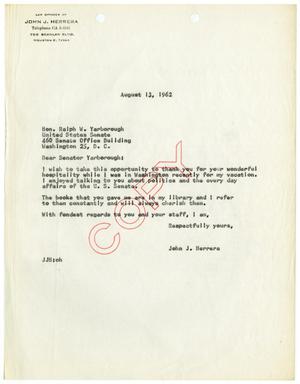 LAW OFFICES OF
JOHN J. HERRERA
Telephone CA
SCANLAN BLDG.
HOUSTON 2, TEXAS
August 13, 1962
Hon. Ralph W. Yarborough
United States Senate
460 Senate Office Building
Washington 25, D. C.
Dear Senator Yarborough:
I wish to take this opportunity to thank you for your wonderful
hospitality while I was in Washington recently for my vacation.
I enjoyed talking to you about politics and the every day
affairs of the U. S. Senate.
The books that you gave me are in my library and I refer
to them constantly and will always cherish them.
With fondest regards to you and your staff, I am,
Respectfully yours,
John J. Herrera
JJH:oh
COPY